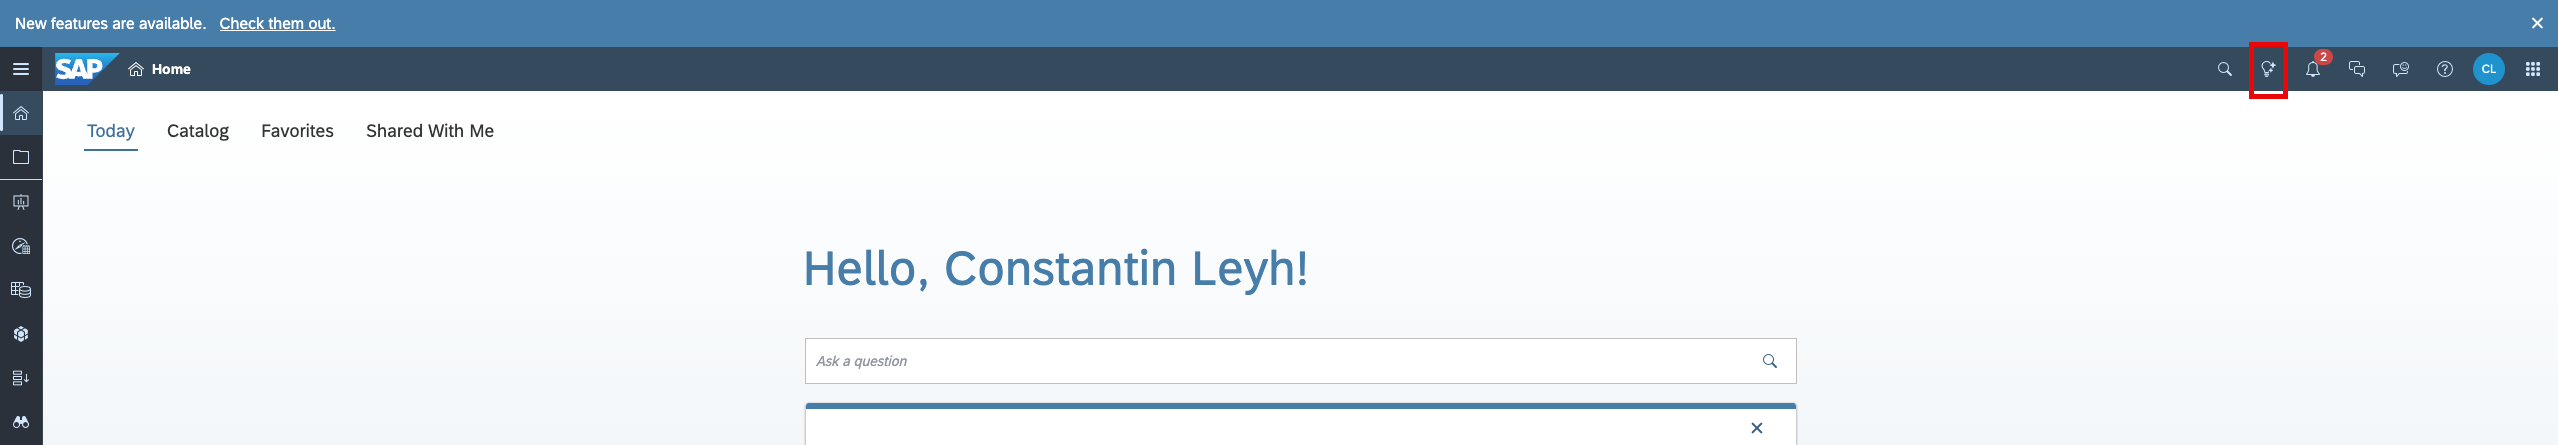 New features are available. Check them out.
SAP Home
2
CL
Today Catalog Favorites Shared With Me
Hello, Constantin Leyh!
Ask a question